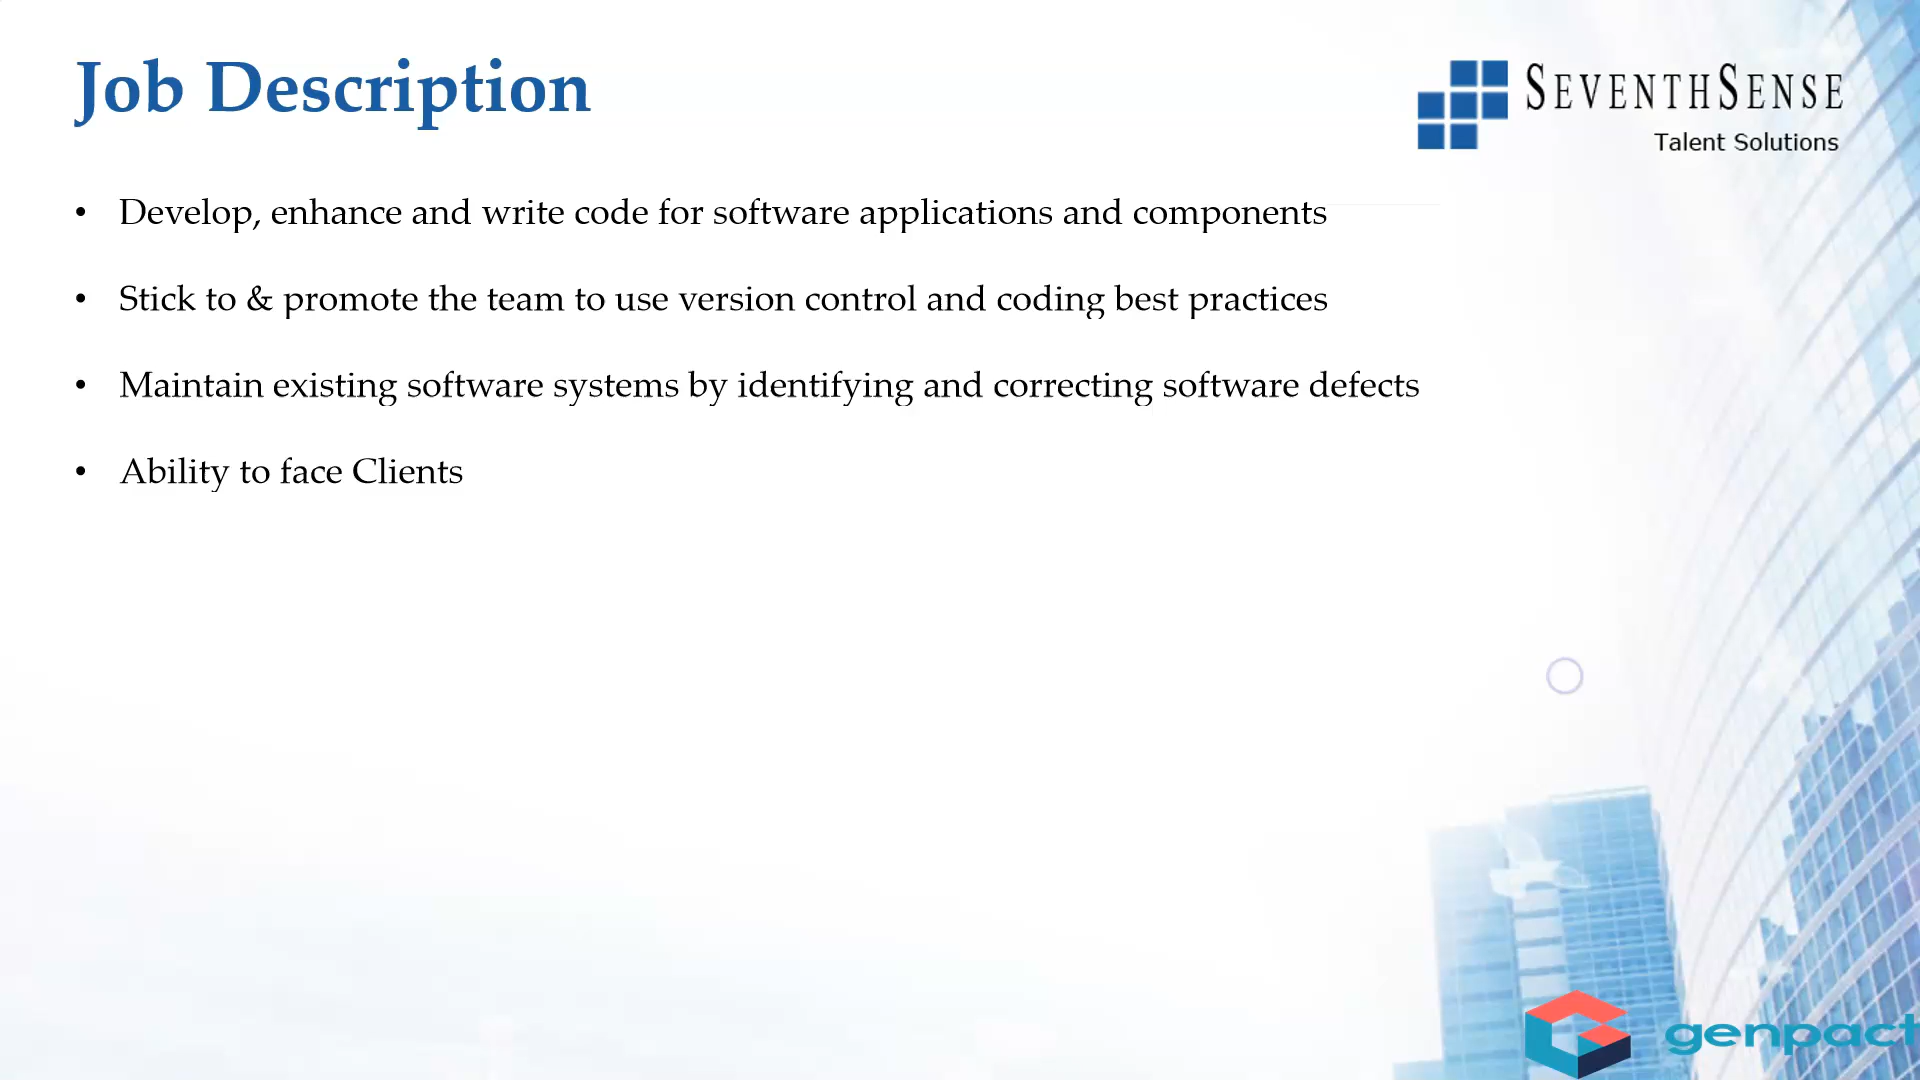 Job Description
SEVENTHSENSE
Talent Solutions
• Develop, enhance and write code for software applications and components
• Stick to & promote the team to use version control and coding best practices
• Maintain existing software systems by identifying and correcting software defects
• Ability to face Clients
genpact